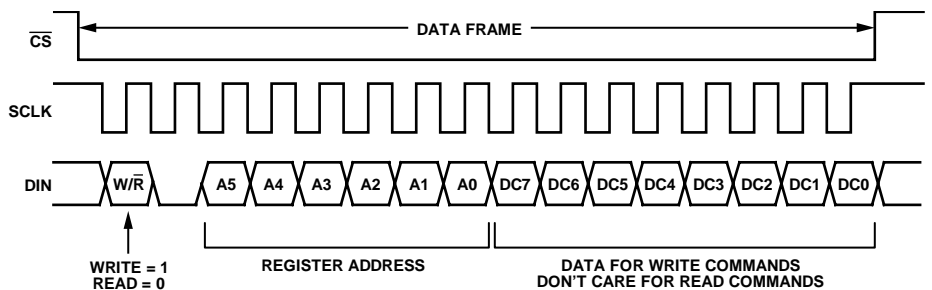 DATA FRAME
CS
SCLK
DIN W/R A5 A4 A3 A2 A1 A0 DC7 DC6 DC5 DC4 DC3 DC2 DC1 DC0
WRITE = 1
READ = 0
REGISTER ADDRESS
DATA FOR WRITE COMMANDS
DON'T CARE FOR READ COMMANDS